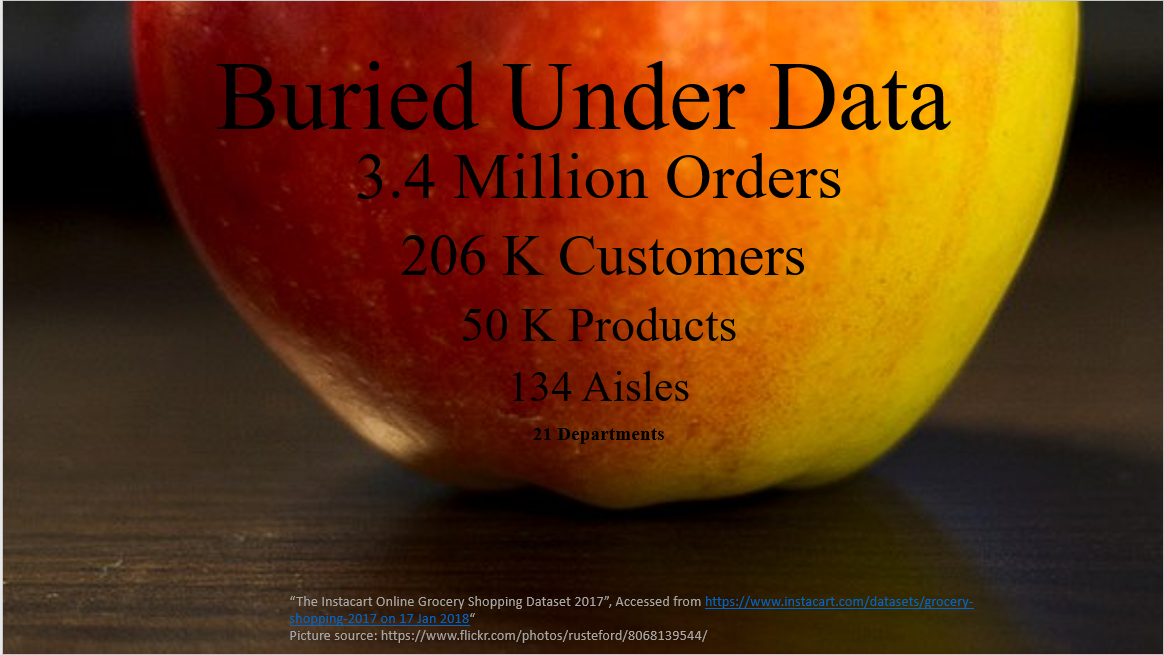 Buried Under Data
3.4 Million Orders
206 K Customers
50 K Products
134 Aisles
21 Departments
“The Instacart Online Grocery Shopping Dataset 2017”, Accessed from https://www.instacart.com/datasets/grocery-
shopping-2017 on 17 Jan 2018“
Picture source: https://www.flickr.com/photos/rusteford/8068139544/